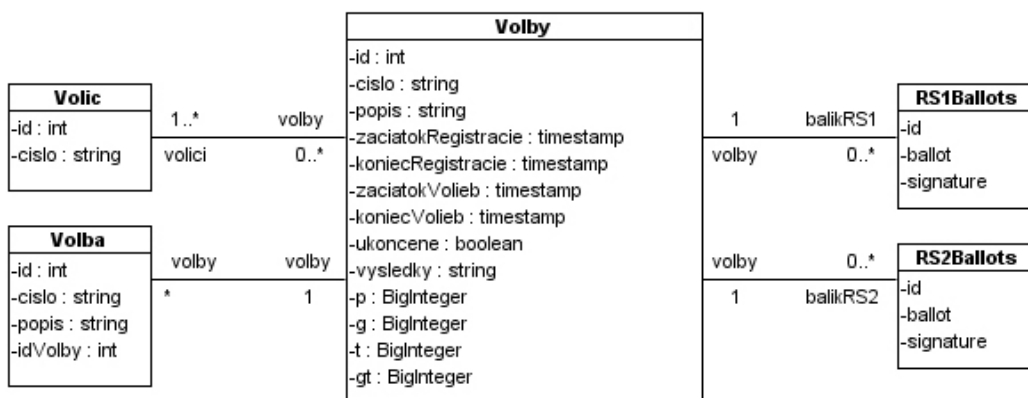 Volby
-id : int
-cislo : string
-popis : string
-zaciatokRegistracie : timestamp
-koniecRegistracie : timestamp
-zaciatokVolieb : timestamp
-koniecVolieb : timestamp
-ukoncene : boolean
-vysledky : string
-p : BigInteger
-g : BigInteger
-t : BigInteger
-gt : BigInteger
Volic
-id : int
-cislo : string
1..* volby
volici 0..*
Volba
-id : int
-cislo : string
-popis : string
-idVolby : int
volby volby
* 1
1 balikRS1
volby 0..*
RS1Ballots
-id
-ballot
-signature
volby 0..*
1 balikRS2
RS2Ballots
-id
-ballot
-signature